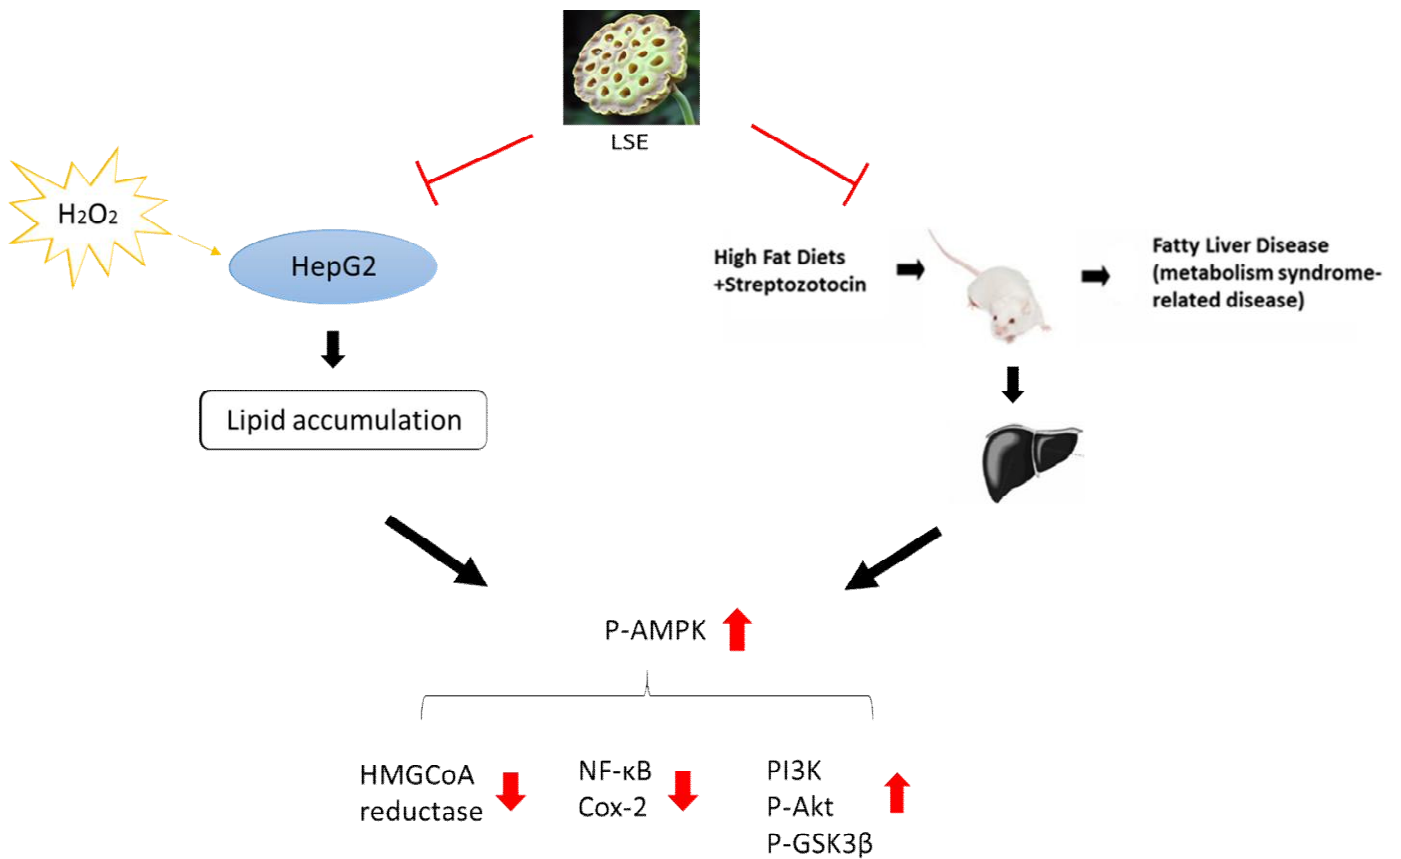 LSE
H2O2
HepG2
Lipid accumulation
High Fat Diets
+Streptozotocin
Fatty Liver Disease
(metabolism syndrome-
related disease)
P-AMPK
HMGCoA
reductase
NF-κB
Cox-2
PI3K
P-Akt
P-GSK3β